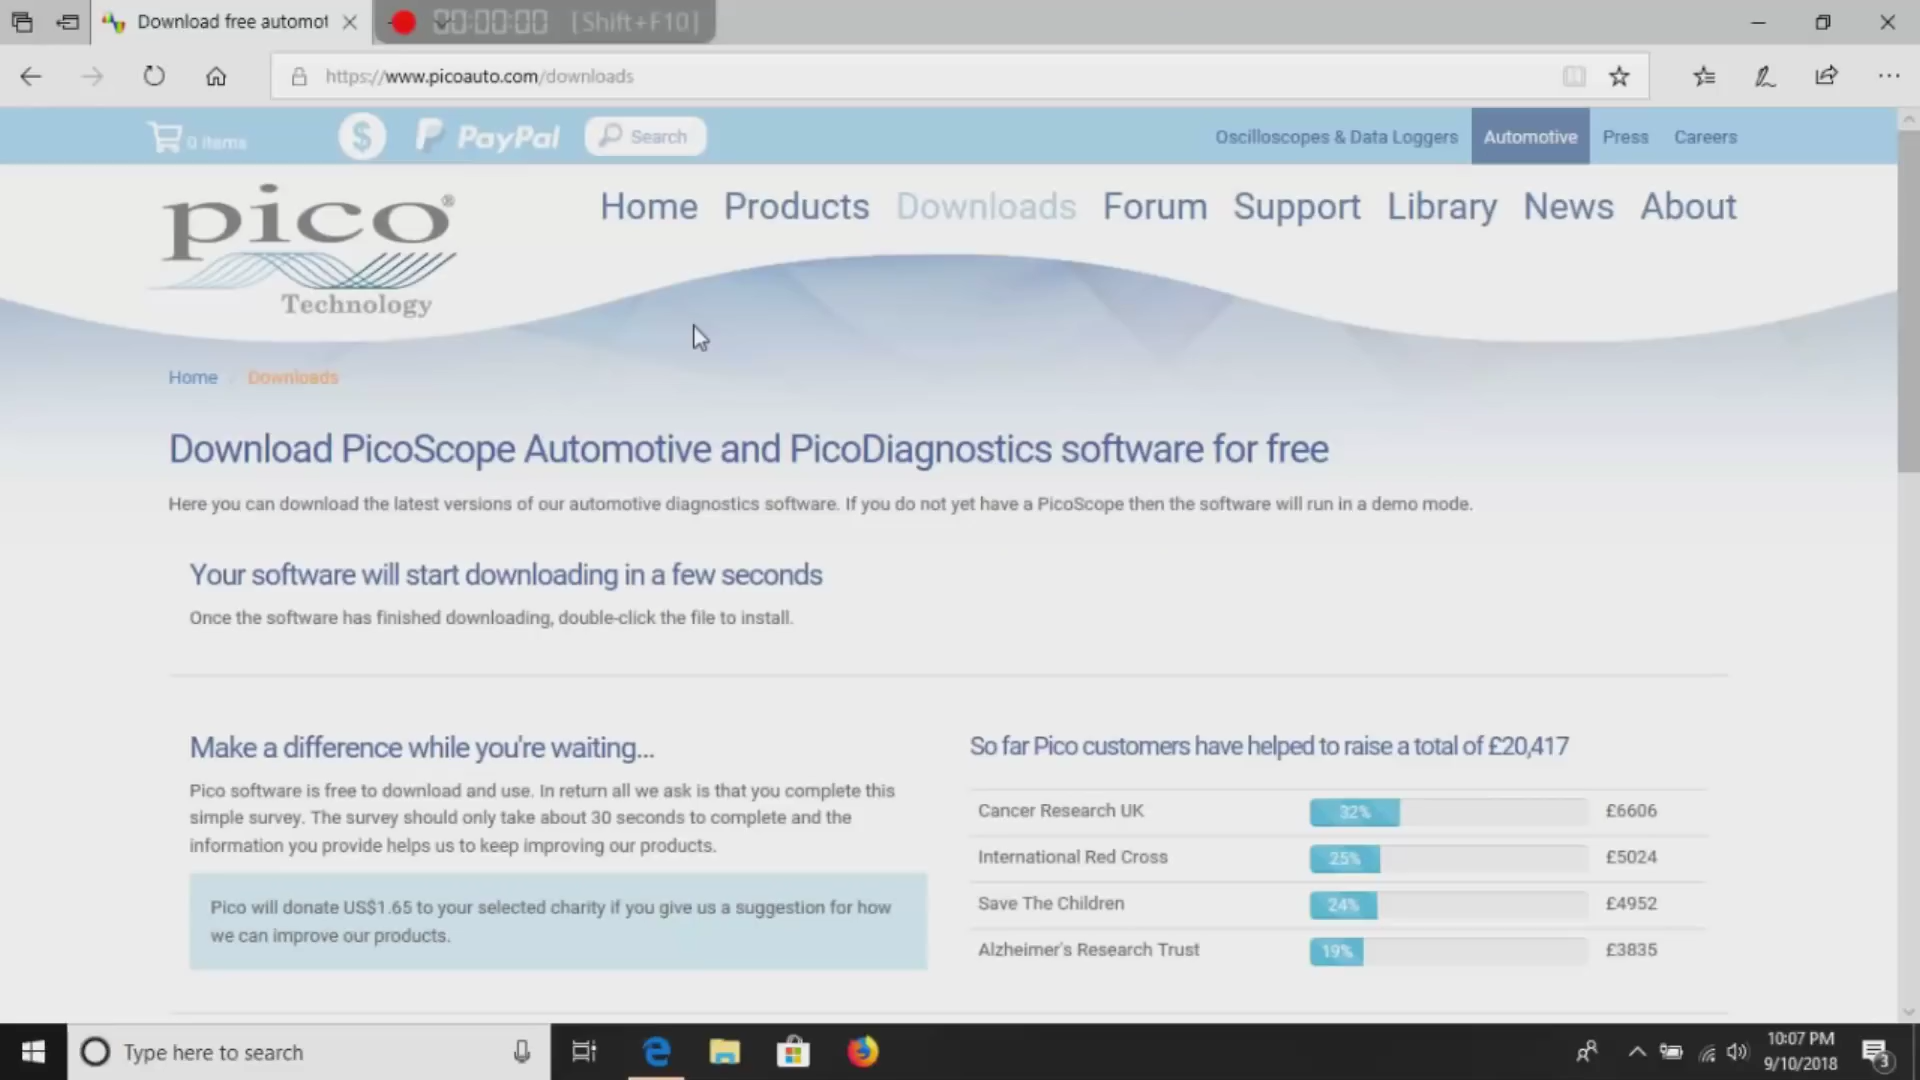 Download free automot
00:00:00 [Shift+F10]
https://www.picoauto.com/downloads
0 items
$
PayPal
Search
Oscilloscopes & Data Loggers Automotive Press Careers
pico®
Technology
Home Products Downloads Forum Support Library News About
Home Downloads
Download PicoScope Automotive and PicoDiagnostics software for free
Here you can download the latest versions of our automotive diagnostics software. If you do not yet have a PicoScope then the software will run in a demo mode.
Your software will start downloading in a few seconds
Once the software has finished downloading, double-click the file to install.
Make a difference while you're waiting...
Pico software is free to download and use. In return all we ask is that you complete this
simple survey. The survey should only take about 30 seconds to complete and the
information you provide helps us to keep improving our products.
Pico will donate US$1.65 to your selected charity if you give us a suggestion for how
we can improve our products.
So far Pico customers have helped to raise a total of £20,417
Cancer Research UK 32% £6606
International Red Cross 25% £5024
Save The Children 24% £4952
Alzheimer's Research Trust 19% £3835
Type here to search
10:07 PM
9/10/2018
3